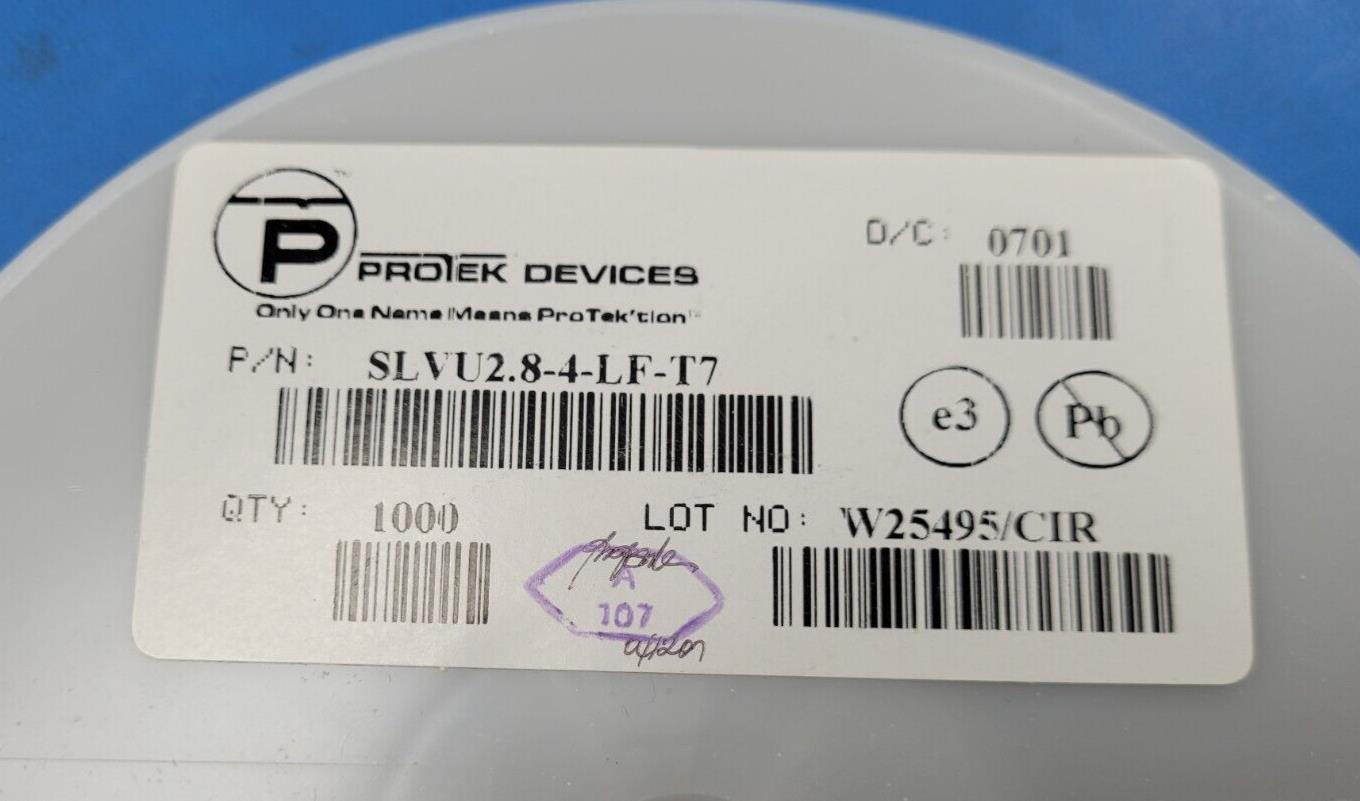 P
PROTEK DEVICES
Only One Name Means ProTek'tion™
D/C: 0701
P/N: SLVU2.8-4-LF-T7
e3 Pb
QTY: 1000
LOT NO: W25495/CIR
A
107